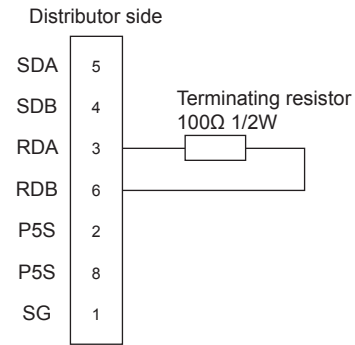 Distributor side
SDA 5
SDB 4
Terminating resistor
100Ω 1/2W
RDA 3
RDB 6
P5S 2
P5S 8
SG 1